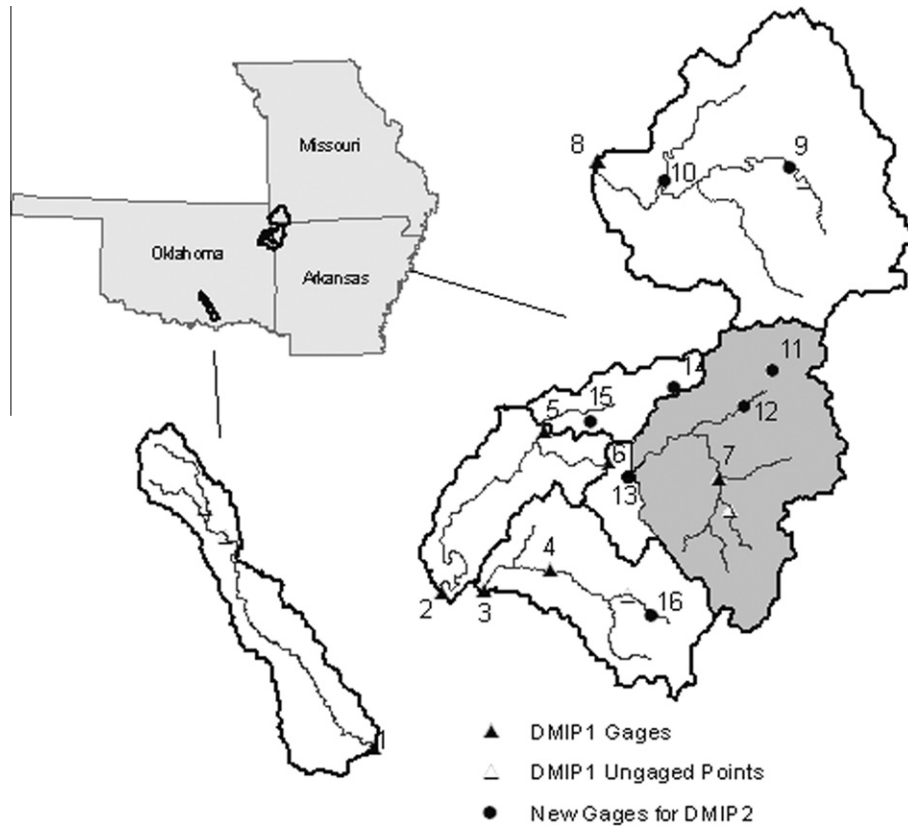 Missouri
Oklahoma
Arkansas
8
9
10
11
14
15
5
12
6
7
13
4
2
3
16
1
DMIP1 Gages
DMIP1 Ungaged Points
New Gages for DMIP2